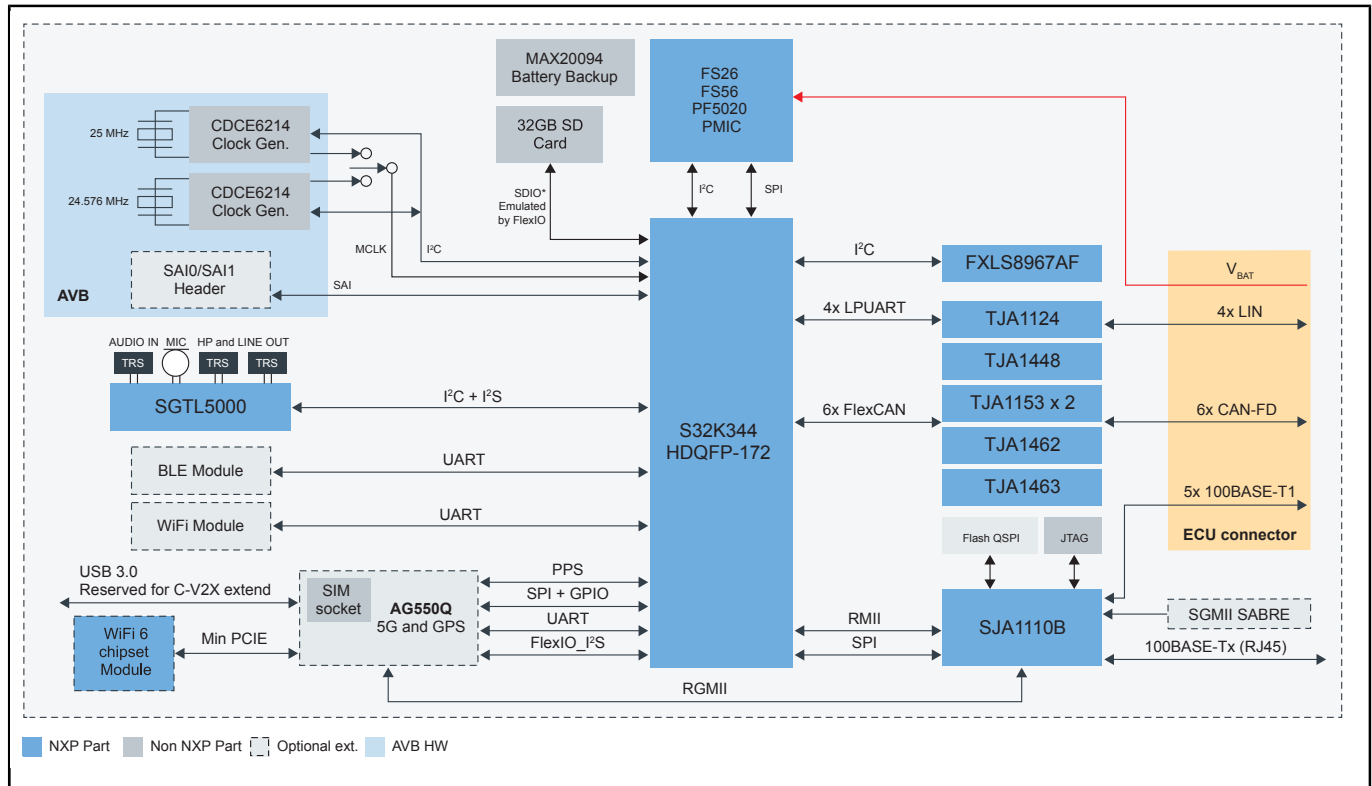 MAX20094
Battery Backup
FS26
FS56
PF5020
PMIC
25 MHz
CDCE6214
Clock Gen.
32GB SD
Card
24.576 MHz
CDCE6214
Clock Gen.
SDIO*
Emulated
by FlexIO
I²C
SPI
MCLK
I²C
SAI0/SAI1
Header
AVB
SAI
I²C
FXLS8967AF
V_BAT
4x LPUART
TJA1124
4x LIN
AUDIO IN MIC HP and LINE OUT
TRS
TRS
TRS
SGTL5000
I²C + I²S
S32K344
HDQFP-172
TJA1448
6x FlexCAN
TJA1153 x 2
6x CAN-FD
TJA1462
TJA1463
BLE Module
UART
WiFi Module
UART
5x 100BASE-T1
ECU connector
Flash QSPI
JTAG
USB 3.0
Reserved for C-V2X extend
SIM
socket
AG550Q
5G and GPS
PPS
SPI + GPIO
UART
FlexIO_I²S
WiFi 6
chipset
Module
Min PCIE
RMII
SPI
SJA1110B
SGMII SABRE
100BASE-Tx (RJ45)
RGMII
NXP Part
Non NXP Part
Optional ext.
AVB HW